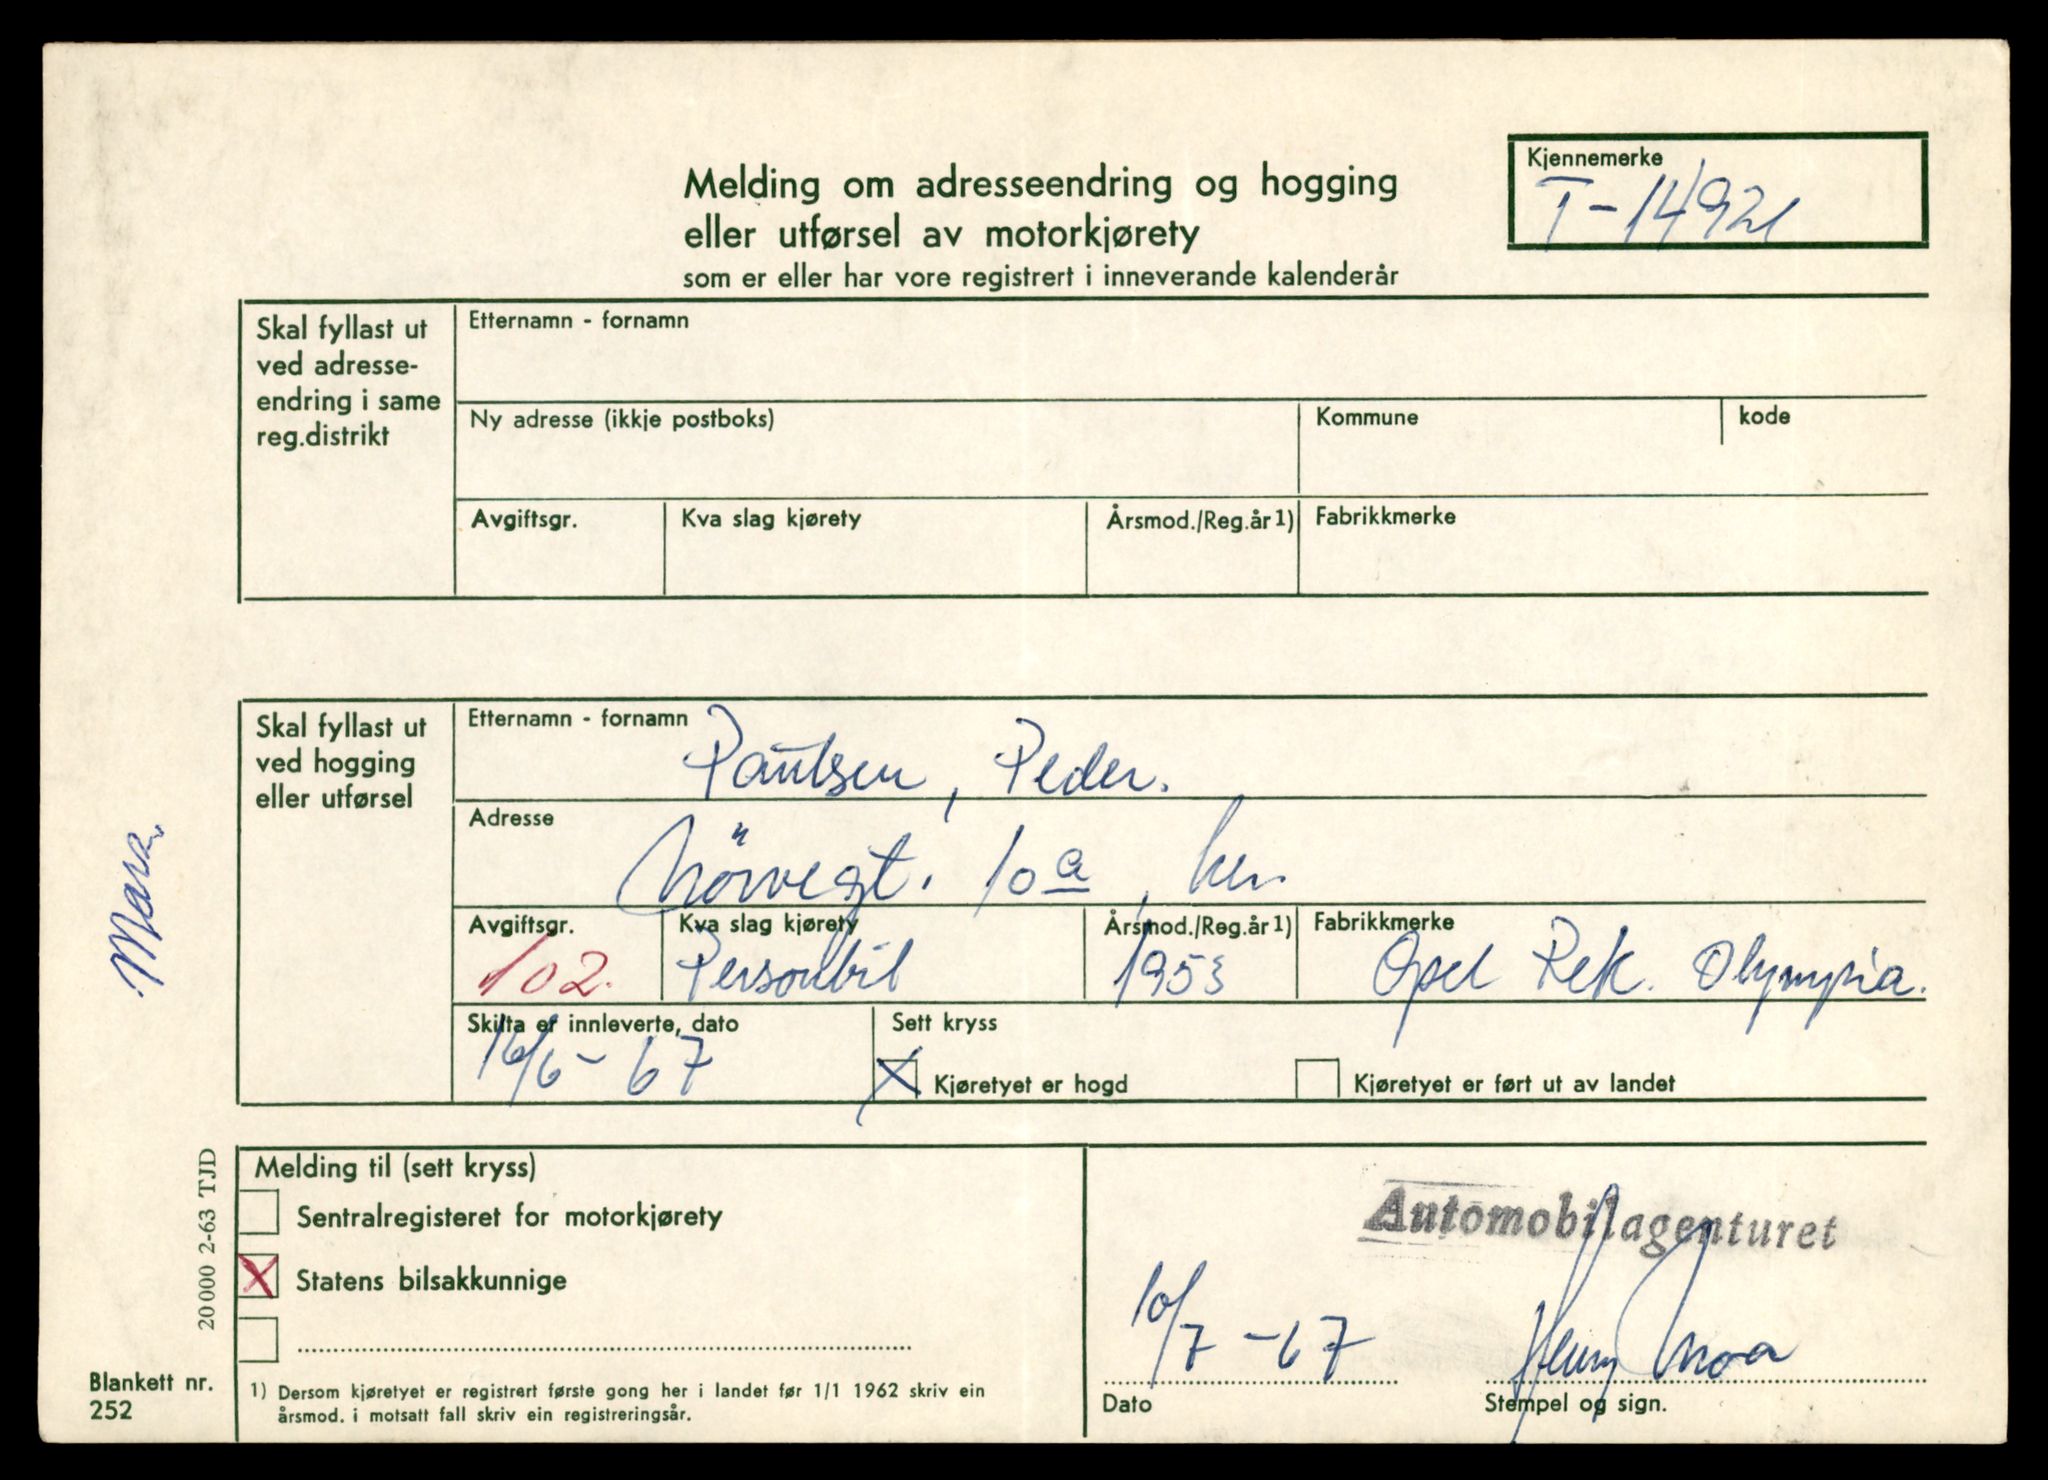 Melding om adresseendring og hogging
eller utførsel av motorkjørety
som er eller har vore registrert i inneverande kalenderår
Kjennemerke
T-14921
Skal fyllast ut
ved adresse-
endring i same
reg.distrikt
Etternamn - fornamn
Ny adresse (ikkje postboks)
Kommune
kode
Avgiftsgr.
Kva slag kjørety
Årsmod./Reg.år 1)
Fabrikkmerke
Skal fyllast ut
ved hogging
eller utførsel
Etternamn - fornamn
Paulsen, Peder.
Adresse
10a, her.
Avgiftsgr.
102.
Kva slag kjørety
Personbil
Årsmod./Reg.år 1)
1953
Fabrikkmerke
Opel Rek. Olympia.
Skilta er innleverte, dato
16/6-67
Sett kryss
X Kjøretyet er hogd
Kjøretyet er ført ut av landet
Melding til (sett kryss)
Sentralregisteret for motorkjørety
X Statens bilsakkunnige
1) Dersom kjøretyet er registrert første gong her i landet før 1/1 1962 skriv ein
årsmod. i motsatt fall skriv ein registreringsår.
Automobilagenturet
10/7-67
Dato
Stempel og sign.
20000 2-63 TJD
Blankett nr.
252